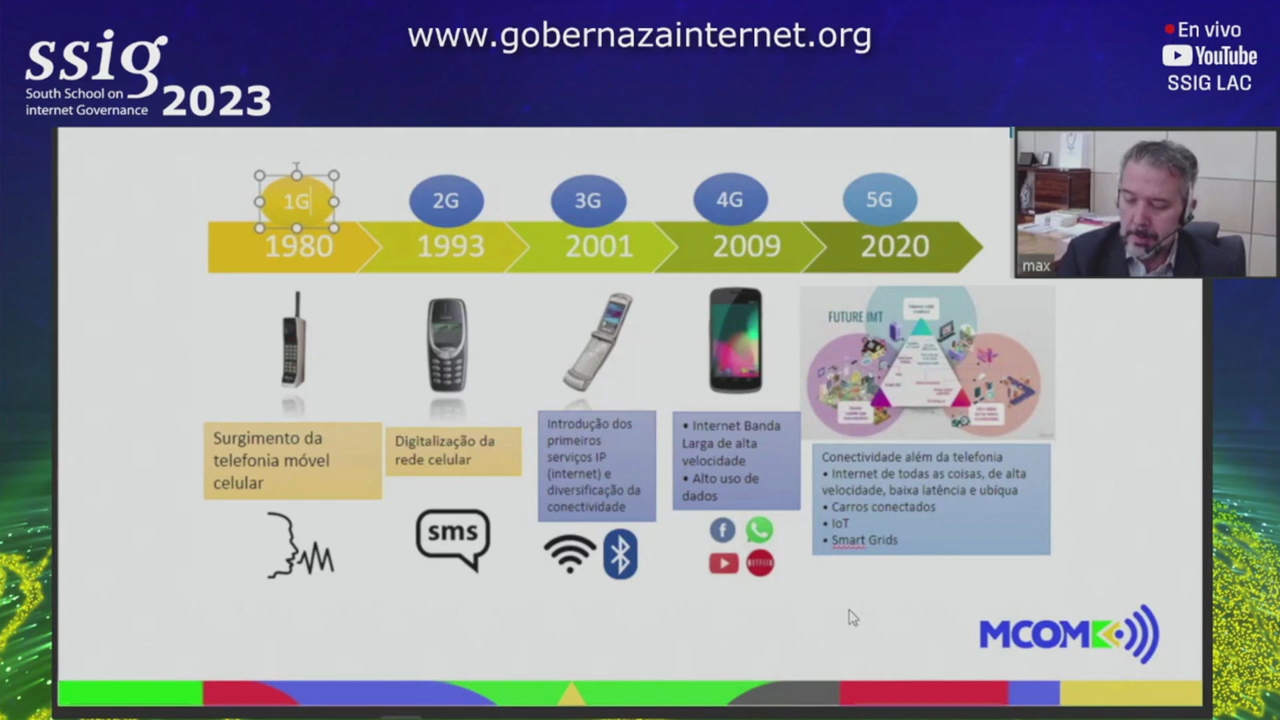 www.gobernazainternet.org
ssig
South School on
internet Governance
2023
En vivo
YouTube
SSIG LAC
max
1G
2G
3G
4G
5G
1980
1993
2001
2009
2020
FUTURE IMT
Surgimento da
telefonia móvel
celular
Digitalização da
rede celular
Introdução dos
primeiros
serviços IP
(internet) e
diversificação da
conectividade
• Internet Banda
Larga de alta
velocidade
• Alto uso de
dados
Conectividade além da telefonia
• Internet de todas as coisas, de alta
velocidade, baixa latência e ubíqua
• Carros conectados
• IoT
• Smart Grids
sms
NETFLIX
MCOM